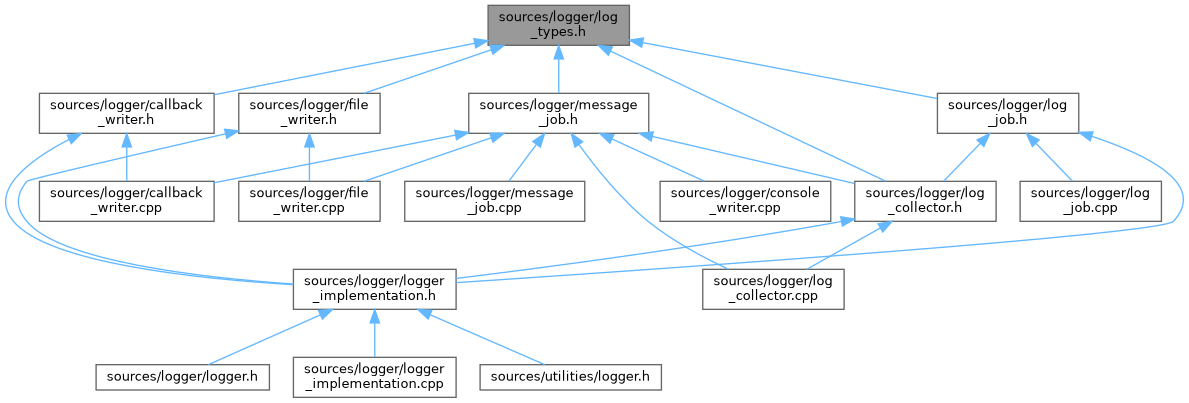 sources/logger/log
_types.h
sources/logger/callback
_writer.h
sources/logger/file
_writer.h
sources/logger/message
_job.h
sources/logger/log
_job.h
sources/logger/callback
_writer.cpp
sources/logger/file
_writer.cpp
sources/logger/message
_job.cpp
sources/logger/console
_writer.cpp
sources/logger/log
_collector.h
sources/logger/log
_job.cpp
sources/logger/logger
_implementation.h
sources/logger/log
_collector.cpp
sources/logger/logger.h
sources/logger/logger
_implementation.cpp
sources/utilities/logger.h